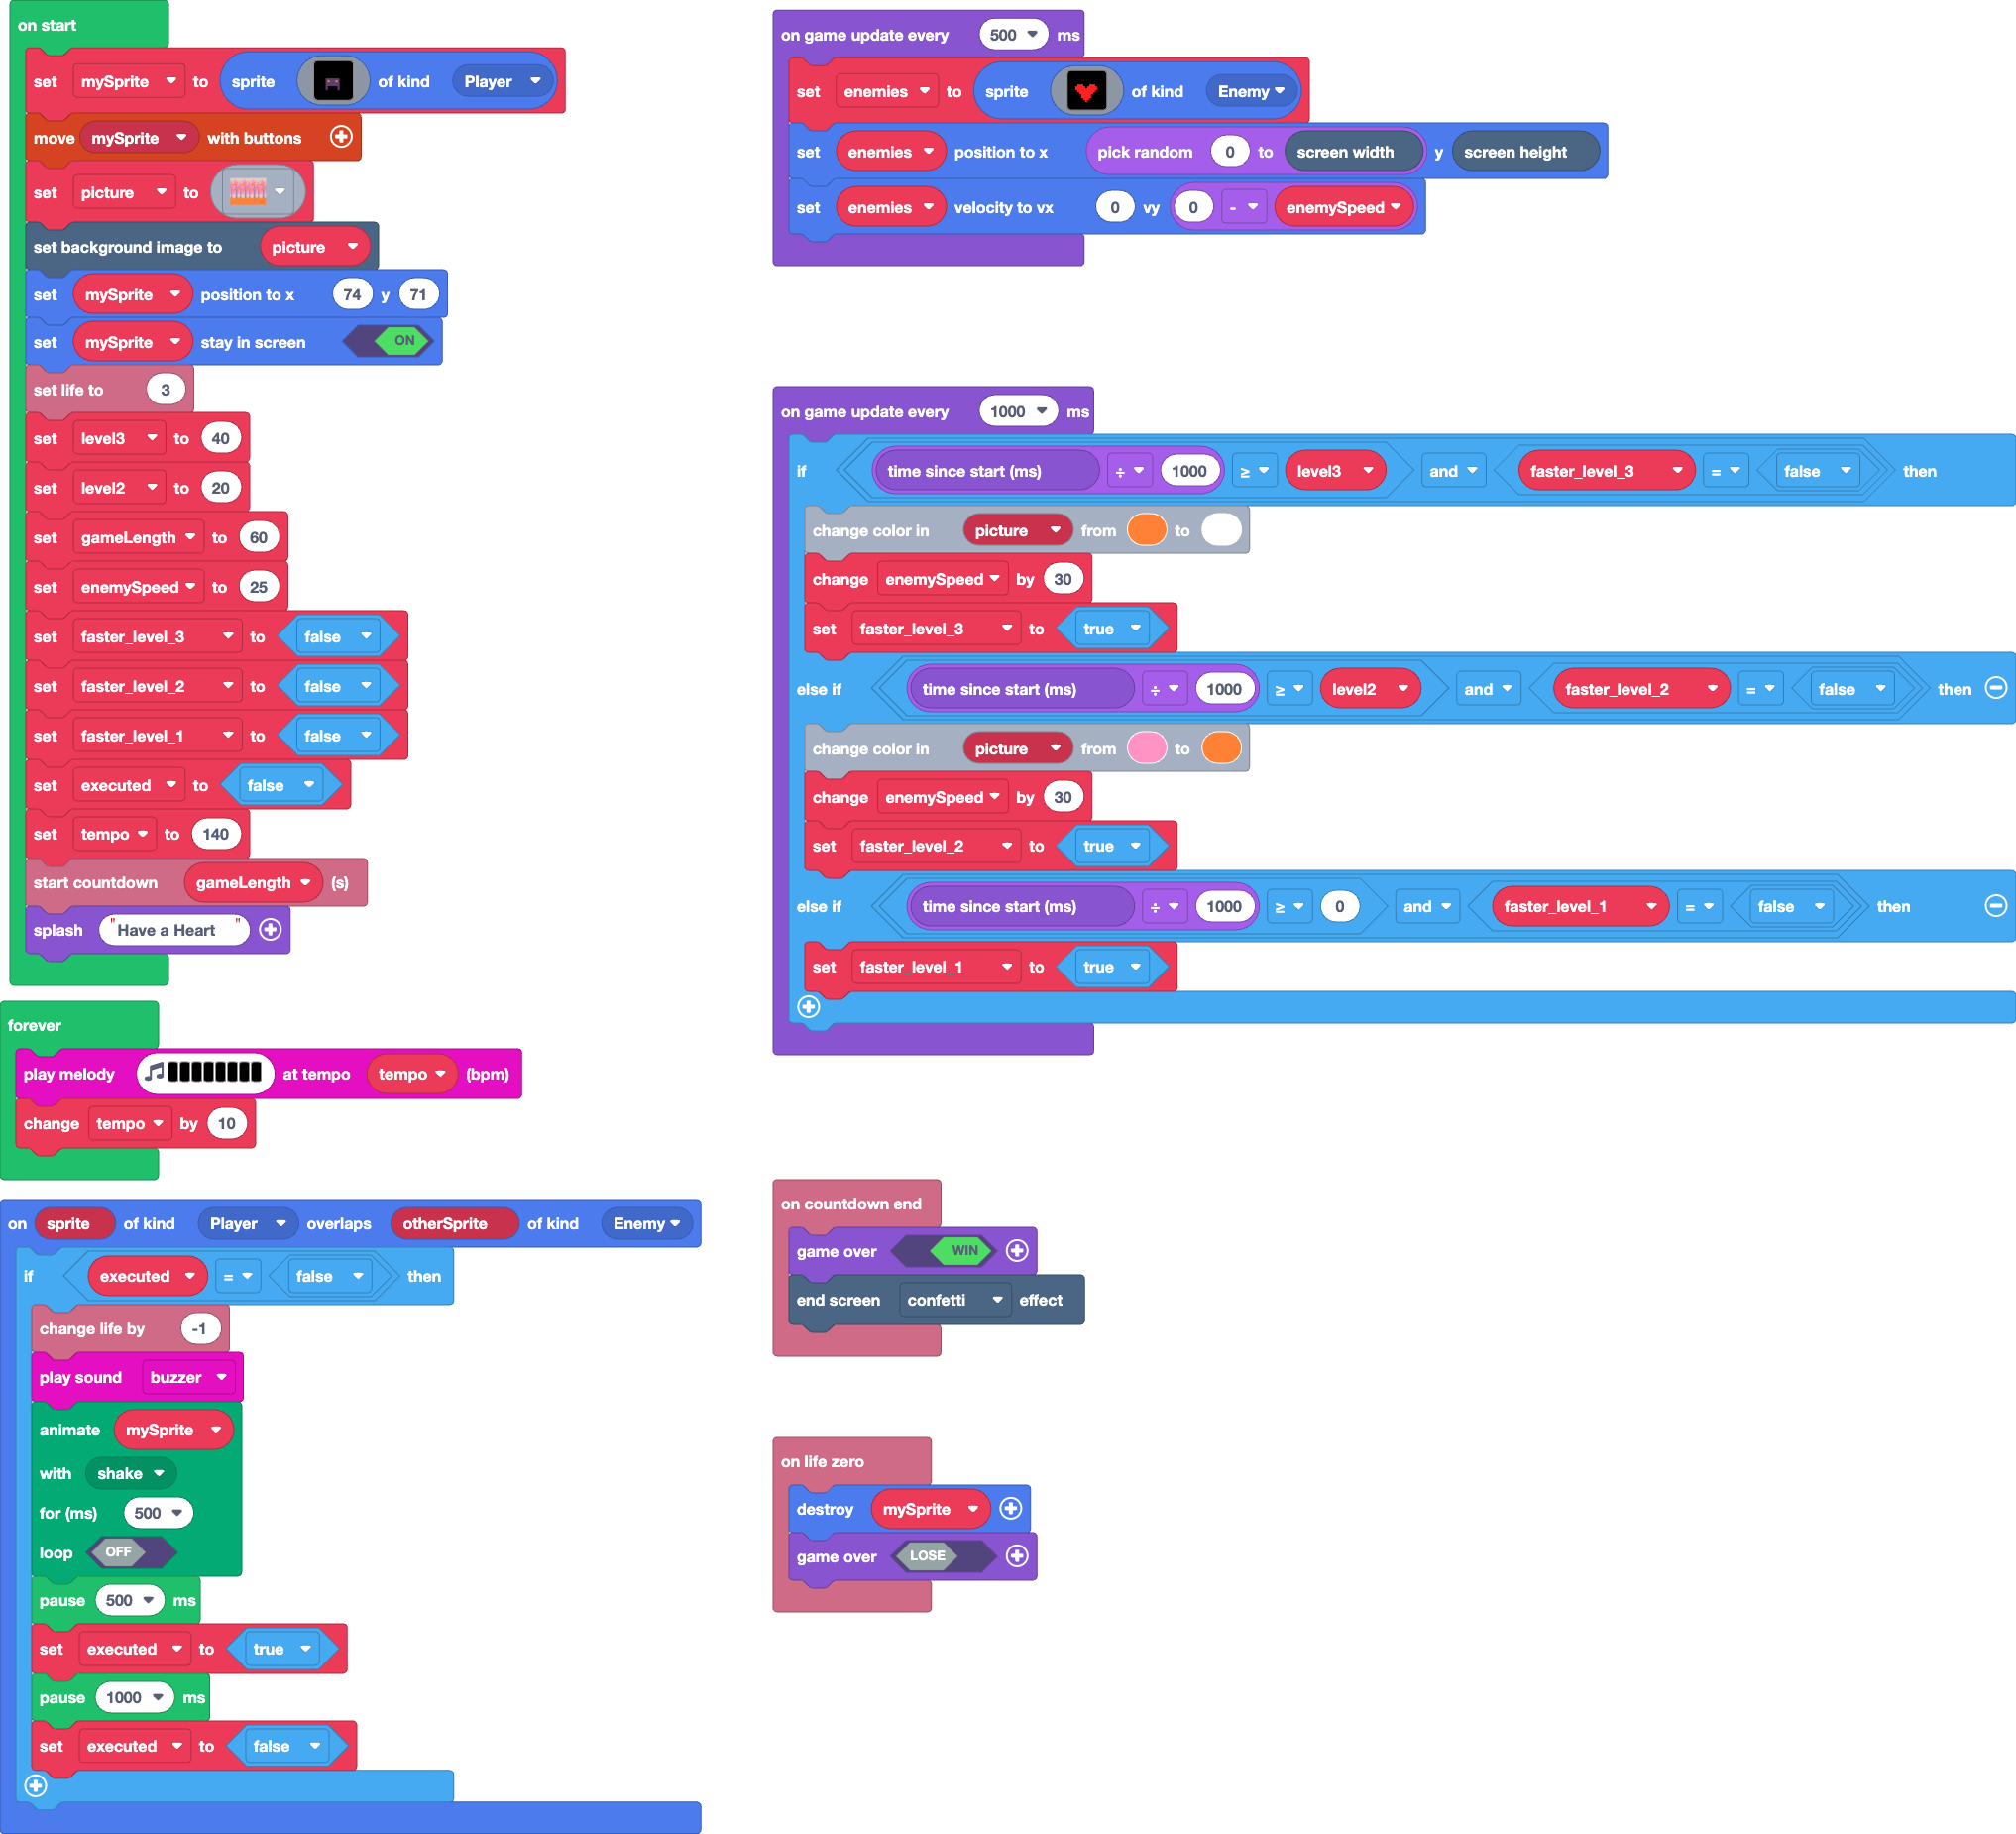 on start
set mySprite to sprite of kind Player
move mySprite with buttons
set picture to
set background image to picture
set mySprite position to x 74 y 71
set mySprite stay in screen ON
set life to 3
set level3 to 40
set level2 to 20
set gameLength to 60
set enemySpeed to 25
set faster_level_3 to false
set faster_level_2 to false
set faster_level_1 to false
set executed to false
set tempo to 140
start countdown gameLength (s)
splash "Have a Heart"
forever
play melody at tempo tempo (bpm)
change tempo by 10
on sprite of kind Player overlaps otherSprite of kind Enemy
if executed = false then
change life by -1
play sound buzzer
animate mySprite
with shake
for (ms) 500
loop OFF
pause 500 ms
set executed to true
pause 1000 ms
set executed to false
on game update every 500 ms
set enemies to sprite of kind Enemy
set enemies position to x pick random 0 to screen width y screen height
set enemies velocity to vx 0 vy 0 - enemySpeed
on game update every 1000 ms
if time since start (ms) ÷ 1000 ≥ level3 and faster_level_3 = false then
change color in picture from to
change enemySpeed by 30
set faster_level_3 to true
else if time since start (ms) ÷ 1000 ≥ level2 and faster_level_2 = false then
change color in picture from to
change enemySpeed by 30
set faster_level_2 to true
else if time since start (ms) ÷ 1000 ≥ 0 and faster_level_1 = false then
set faster_level_1 to true
on countdown end
game over WIN
end screen confetti effect
on life zero
destroy mySprite
game over LOSE